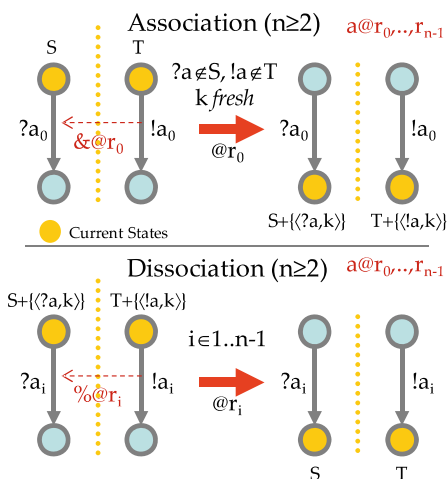 Association (n≥2)
a@r₀,..,rₙ₋₁
S
T
?a∉S, !a∉T
k fresh
?a₀
!a₀
&@r₀
@r₀
?a₀
!a₀
S+{⟨?a,k⟩}
T+{⟨!a,k⟩}
Current States
Dissociation (n≥2)
a@r₀,..,rₙ₋₁
S+{⟨?a,k⟩}
T+{⟨!a,k⟩}
i∈1..n-1
?aᵢ
!aᵢ
%@rᵢ
@rᵢ
?aᵢ
!aᵢ
S
T